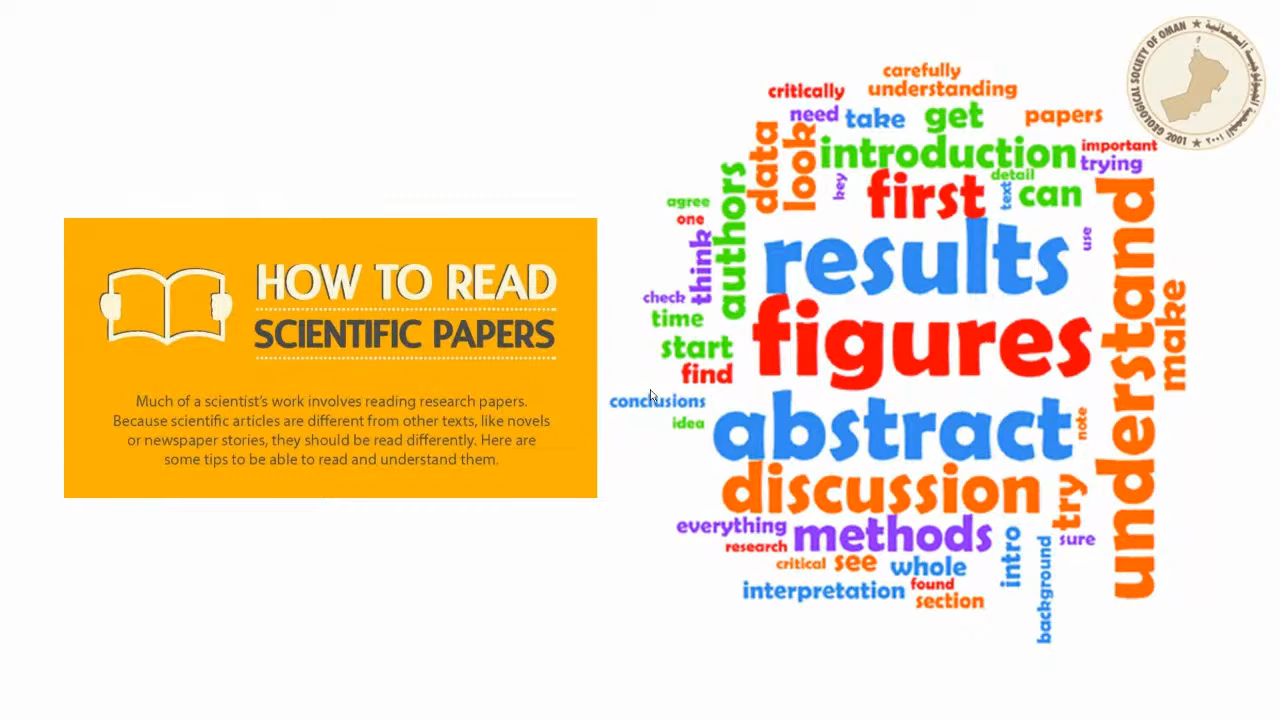 HOW TO READ
SCIENTIFIC PAPERS
Much of a scientist's work involves reading research papers.
Because scientific articles are different from other texts, like novels
or newspaper stories, they should be read differently. Here are
some tips to be able to read and understand them.
carefully
critically
understanding
need
take
get
papers
data
look
introduction
important
trying
detail
key
first
text
can
authors
agree
one
think
results
use
understand
check
time
figures
make
start
find
conclusions
idea
abstract
note
discussion
try
everything
methods
research
sure
critical
see
whole
intro
background
interpretation
found
section
GEOLOGICAL SOCIETY OF OMAN
الجمعية الجيولوجية العمانية
2001
٢٠٠١